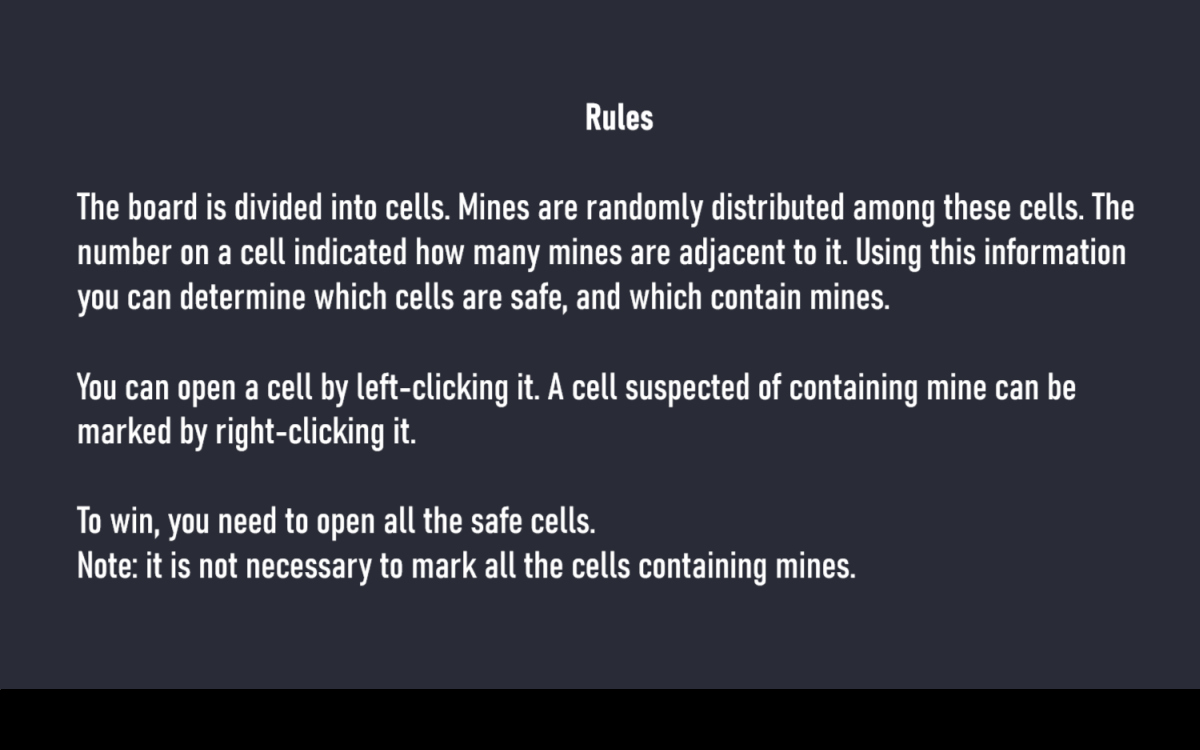 Rules
The board is divided into cells. Mines are randomly distributed among these cells. The
number on a cell indicated how many mines are adjacent to it. Using this information
you can determine which cells are safe, and which contain mines.
You can open a cell by left-clicking it. A cell suspected of containing mine can be
marked by right-clicking it.
To win, you need to open all the safe cells.
Note: it is not necessary to mark all the cells containing mines.